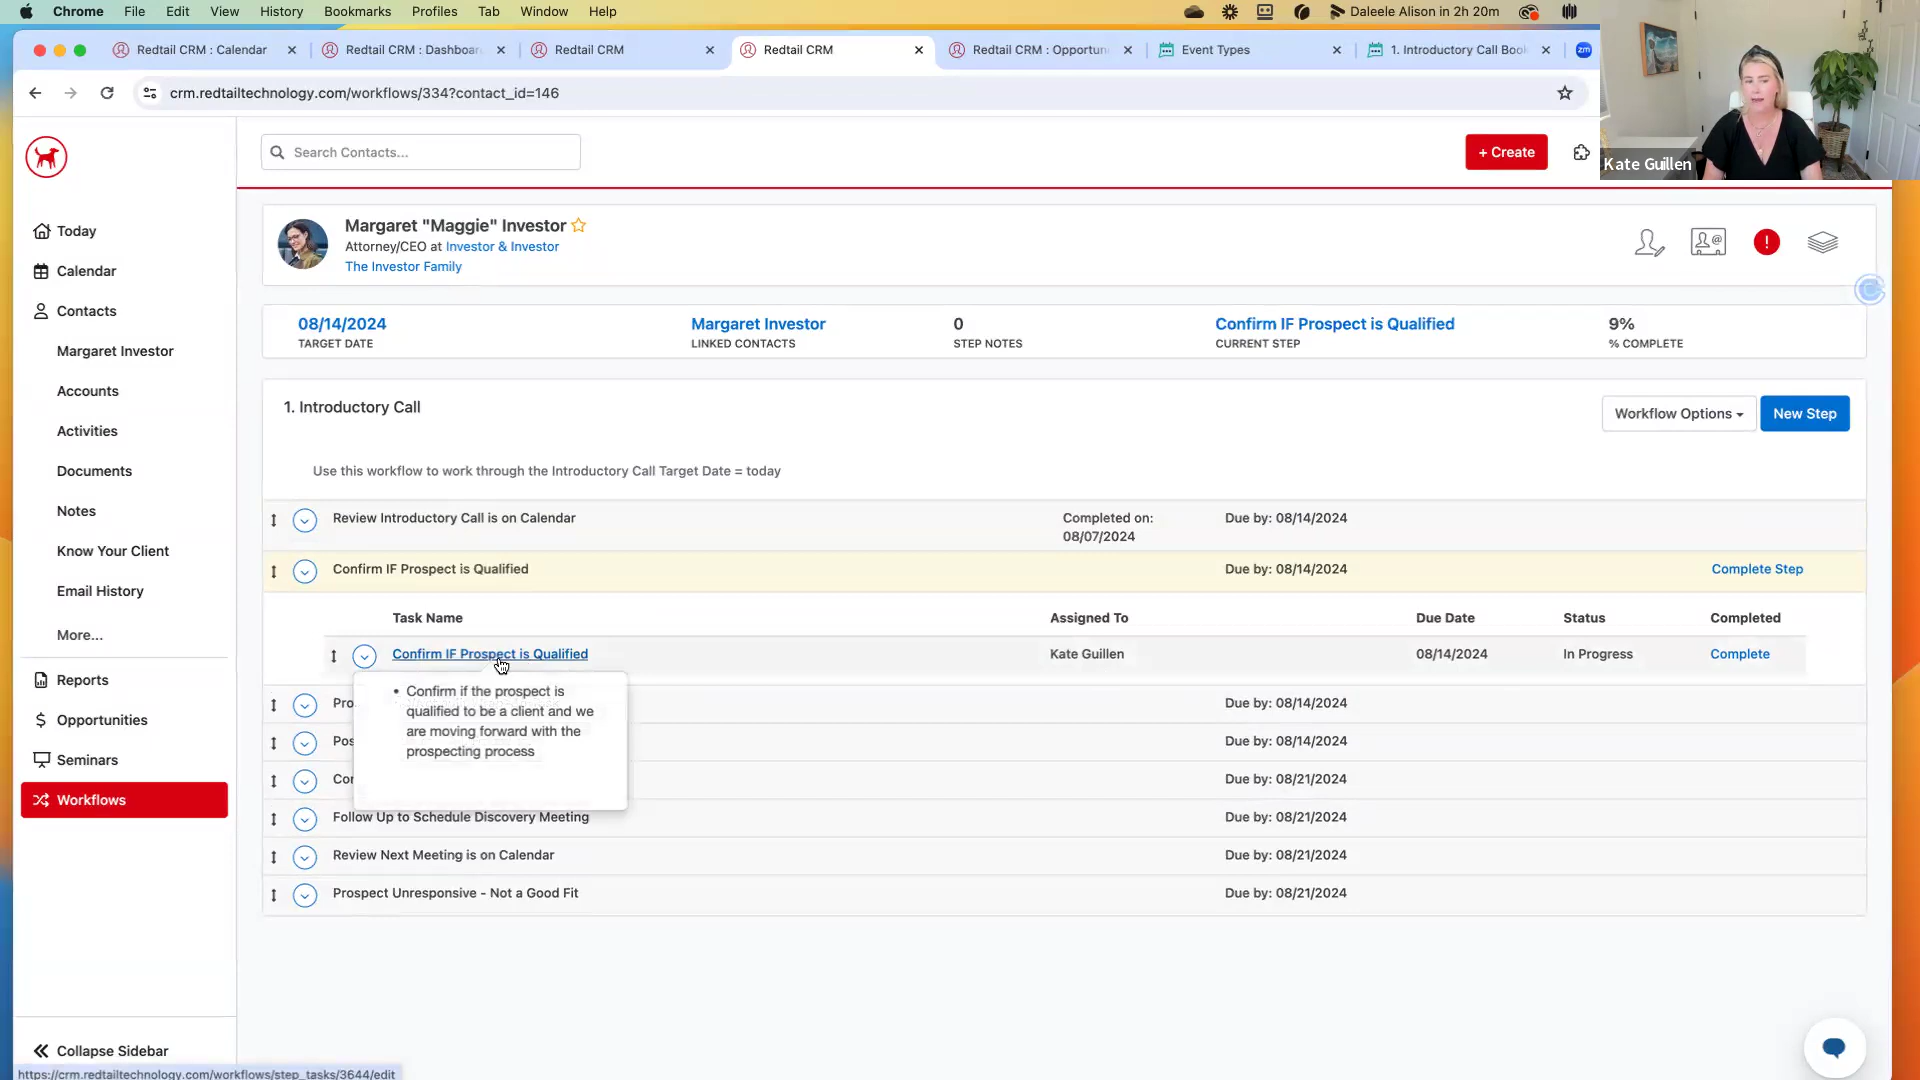 Chrome File Edit View History Bookmarks Profiles Tab Window Help
Daleele Alison in 2h 20m
Redtail CRM : Calendar
Redtail CRM : Dashboar
Redtail CRM
Redtail CRM
Redtail CRM : Opportun
Event Types
1. Introductory Call Boo
zm
crm.redtailtechnology.com/workflows/334?contact_id=146
Kate Guillen
Search Contacts...
+ Create
Today
Calendar
Contacts
Margaret Investor
Accounts
Activities
Documents
Notes
Know Your Client
Email History
More...
Reports
Opportunities
Seminars
Workflows
Collapse Sidebar
Margaret "Maggie" Investor
Attorney/CEO at Investor & Investor
The Investor Family
08/14/2024
TARGET DATE
Margaret Investor
LINKED CONTACTS
0
STEP NOTES
Confirm IF Prospect is Qualified
CURRENT STEP
9%
% COMPLETE
1. Introductory Call
Workflow Options
New Step
Use this workflow to work through the Introductory Call Target Date = today
Review Introductory Call is on Calendar
Completed on:
08/07/2024
Due by: 08/14/2024
Confirm IF Prospect is Qualified
Due by: 08/14/2024
Complete Step
Task Name
Assigned To
Due Date
Status
Completed
Confirm IF Prospect is Qualified
Kate Guillen
08/14/2024
In Progress
Complete
• Confirm if the prospect is
qualified to be a client and we
are moving forward with the
prospecting process
Pro
Due by: 08/14/2024
Pos
Due by: 08/14/2024
Cor
Due by: 08/21/2024
Follow Up to Schedule Discovery Meeting
Due by: 08/21/2024
Review Next Meeting is on Calendar
Due by: 08/21/2024
Prospect Unresponsive - Not a Good Fit
Due by: 08/21/2024
https://crm.redtailtechnology.com/workflows/step_tasks/3644/edit